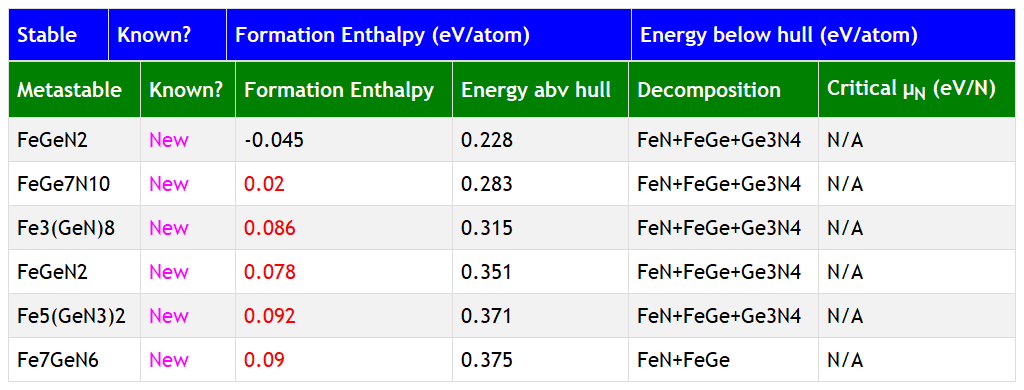 Stable Known? Formation Enthalpy (eV/atom) Energy below hull (eV/atom)
Metastable Known? Formation Enthalpy Energy abv hull Decomposition Critical μN (eV/N)
FeGeN2 New -0.045 0.228 FeN+FeGe+Ge3N4 N/A
FeGe7N10 New 0.02 0.283 FeN+FeGe+Ge3N4 N/A
Fe3(GeN)8 New 0.086 0.315 FeN+FeGe+Ge3N4 N/A
FeGeN2 New 0.078 0.351 FeN+FeGe+Ge3N4 N/A
Fe5(GeN3)2 New 0.092 0.371 FeN+FeGe+Ge3N4 N/A
Fe7GeN6 New 0.09 0.375 FeN+FeGe N/A